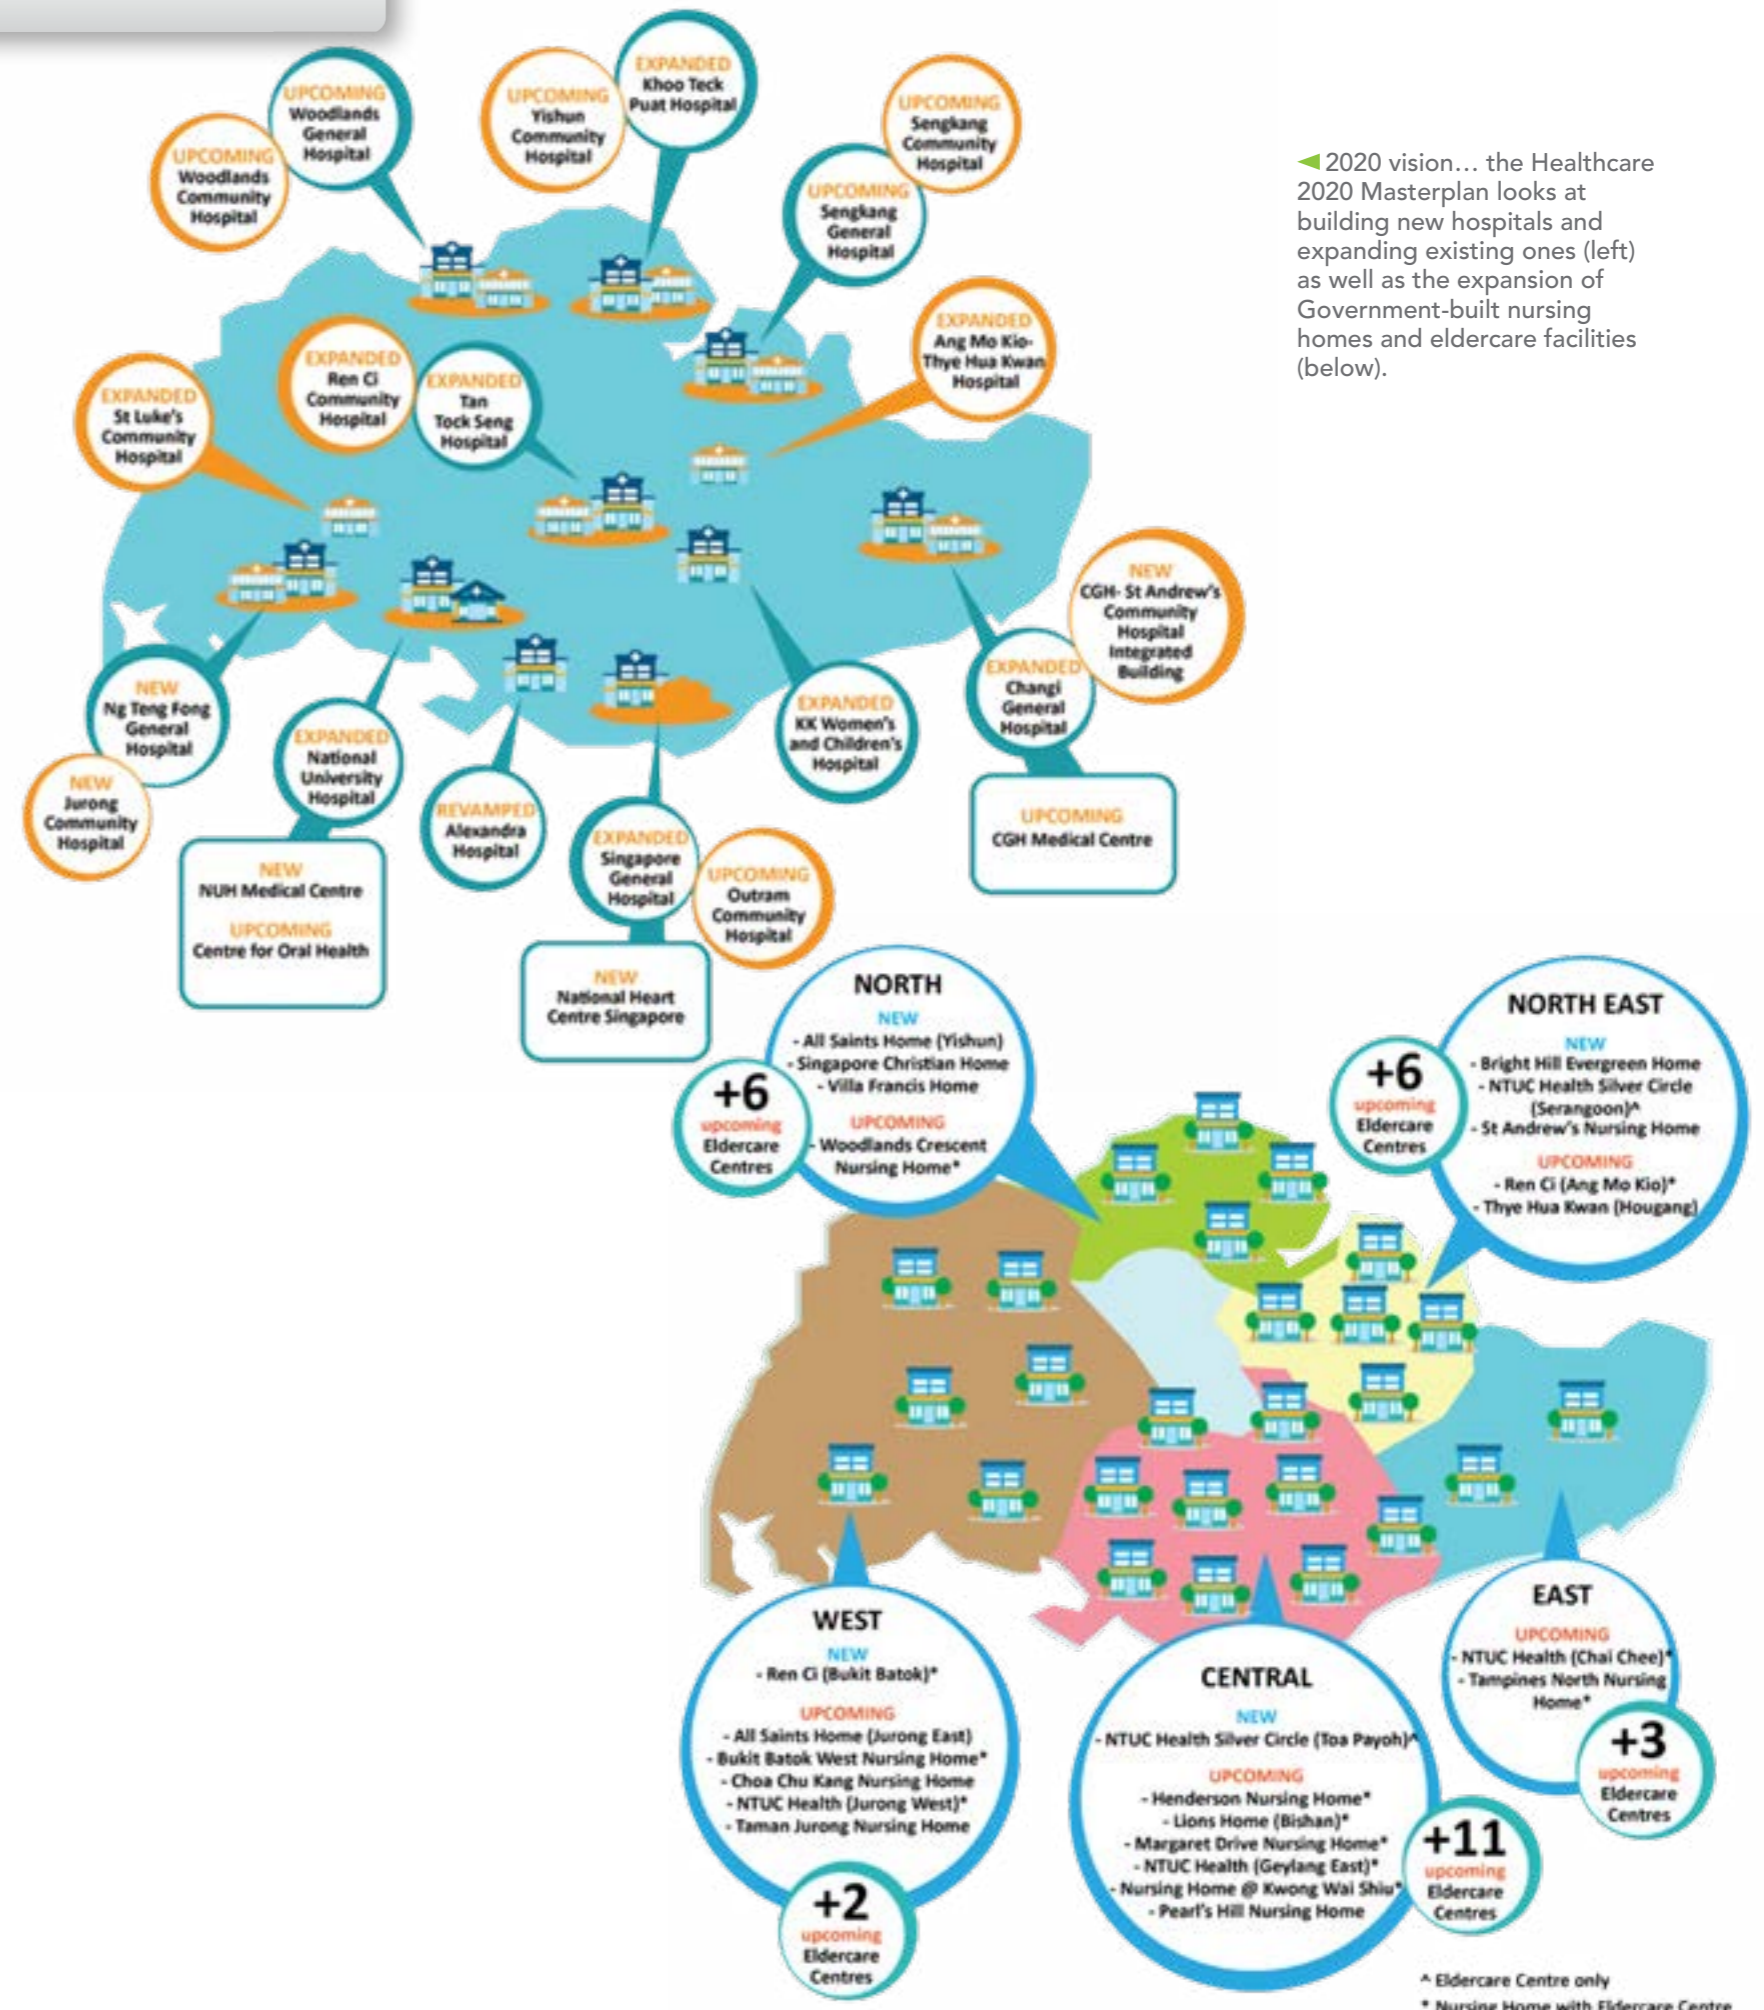 UPCOMING
Woodlands
General
Hospital
UPCOMING
Woodlands
Community
Hospital
UPCOMING
Yishun
Community
Hospital
EXPANDED
Khoo Teck
Puat Hospital
UPCOMING
Sengkang
Community
Hospital
UPCOMING
Sengkang
General
Hospital
2020 vision... the Healthcare
2020 Masterplan looks at
building new hospitals and
expanding existing ones (left)
as well as the expansion of
Government-built nursing
homes and eldercare facilities
(below).
EXPANDED
Ang Mo Kio-
Thye Hua Kwan
Hospital
EXPANDED
Ren Ci
Community
Hospital
EXPANDED
Tan
Tock Seng
Hospital
EXPANDED
St Luke's
Community
Hospital
NEW
CGH- St Andrew's
Community
Hospital
Integrated
Building
EXPANDED
Changi
General
Hospital
UPCOMING
CGH Medical Centre
EXPANDED
KK Women's
and Children's
Hospital
NEW
Ng Teng Fong
General
Hospital
NEW
Jurong
Community
Hospital
EXPANDED
National
University
Hospital
NEW
NUH Medical Centre
UPCOMING
Centre for Oral Health
REVAMPED
Alexandra
Hospital
EXPANDED
Singapore
General
Hospital
UPCOMING
Outram
Community
Hospital
NEW
National Heart
Centre Singapore
NORTH
NEW
- All Saints Home (Yishun)
- Singapore Christian Home
- Villa Francis Home
UPCOMING
- Woodlands Crescent
Nursing Home*
+6
upcoming
Eldercare
Centres
NORTH EAST
NEW
- Bright Hill Evergreen Home
- NTUC Health Silver Circle
(Serangoon)^
- St Andrew's Nursing Home
UPCOMING
- Ren Ci (Ang Mo Kio)*
- Thye Hua Kwan (Hougang)
+6
upcoming
Eldercare
Centres
WEST
NEW
- Ren Ci (Bukit Batok)*
UPCOMING
- All Saints Home (Jurong East)
- Bukit Batok West Nursing Home*
- Choa Chu Kang Nursing Home
- NTUC Health (Jurong West)*
- Taman Jurong Nursing Home
+2
upcoming
Eldercare
Centres
CENTRAL
NEW
- NTUC Health Silver Circle (Toa Payoh)^
UPCOMING
- Henderson Nursing Home*
- Lions Home (Bishan)*
- Margaret Drive Nursing Home*
- NTUC Health (Geylang East)*
- Nursing Home @ Kwong Wai Shiu*
- Pearl's Hill Nursing Home
+11
upcoming
Eldercare
Centres
EAST
UPCOMING
- NTUC Health (Chai Chee)*
- Tampines North Nursing
Home*
+3
upcoming
Eldercare
Centres
^ Eldercare Centre only
* Nursing Home with Eldercare Centre